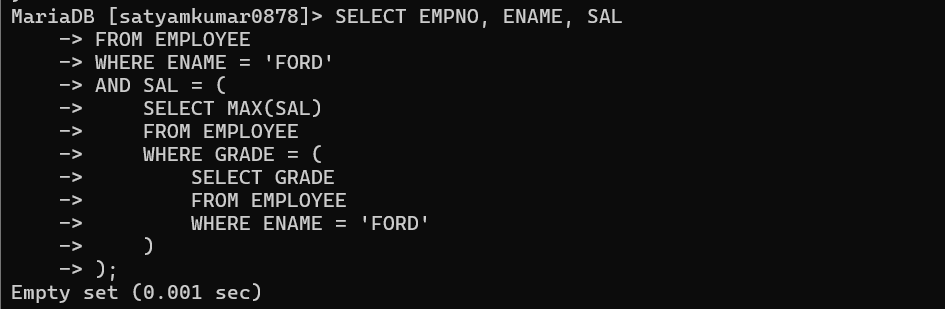 MariaDB [satyamkumar0878]> SELECT EMPNO, ENAME, SAL
    -> FROM EMPLOYEE
    -> WHERE ENAME = 'FORD'
    -> AND SAL = (
    ->     SELECT MAX(SAL)
    ->     FROM EMPLOYEE
    ->     WHERE GRADE = (
    ->         SELECT GRADE
    ->         FROM EMPLOYEE
    ->         WHERE ENAME = 'FORD'
    ->     )
    -> );
Empty set (0.001 sec)